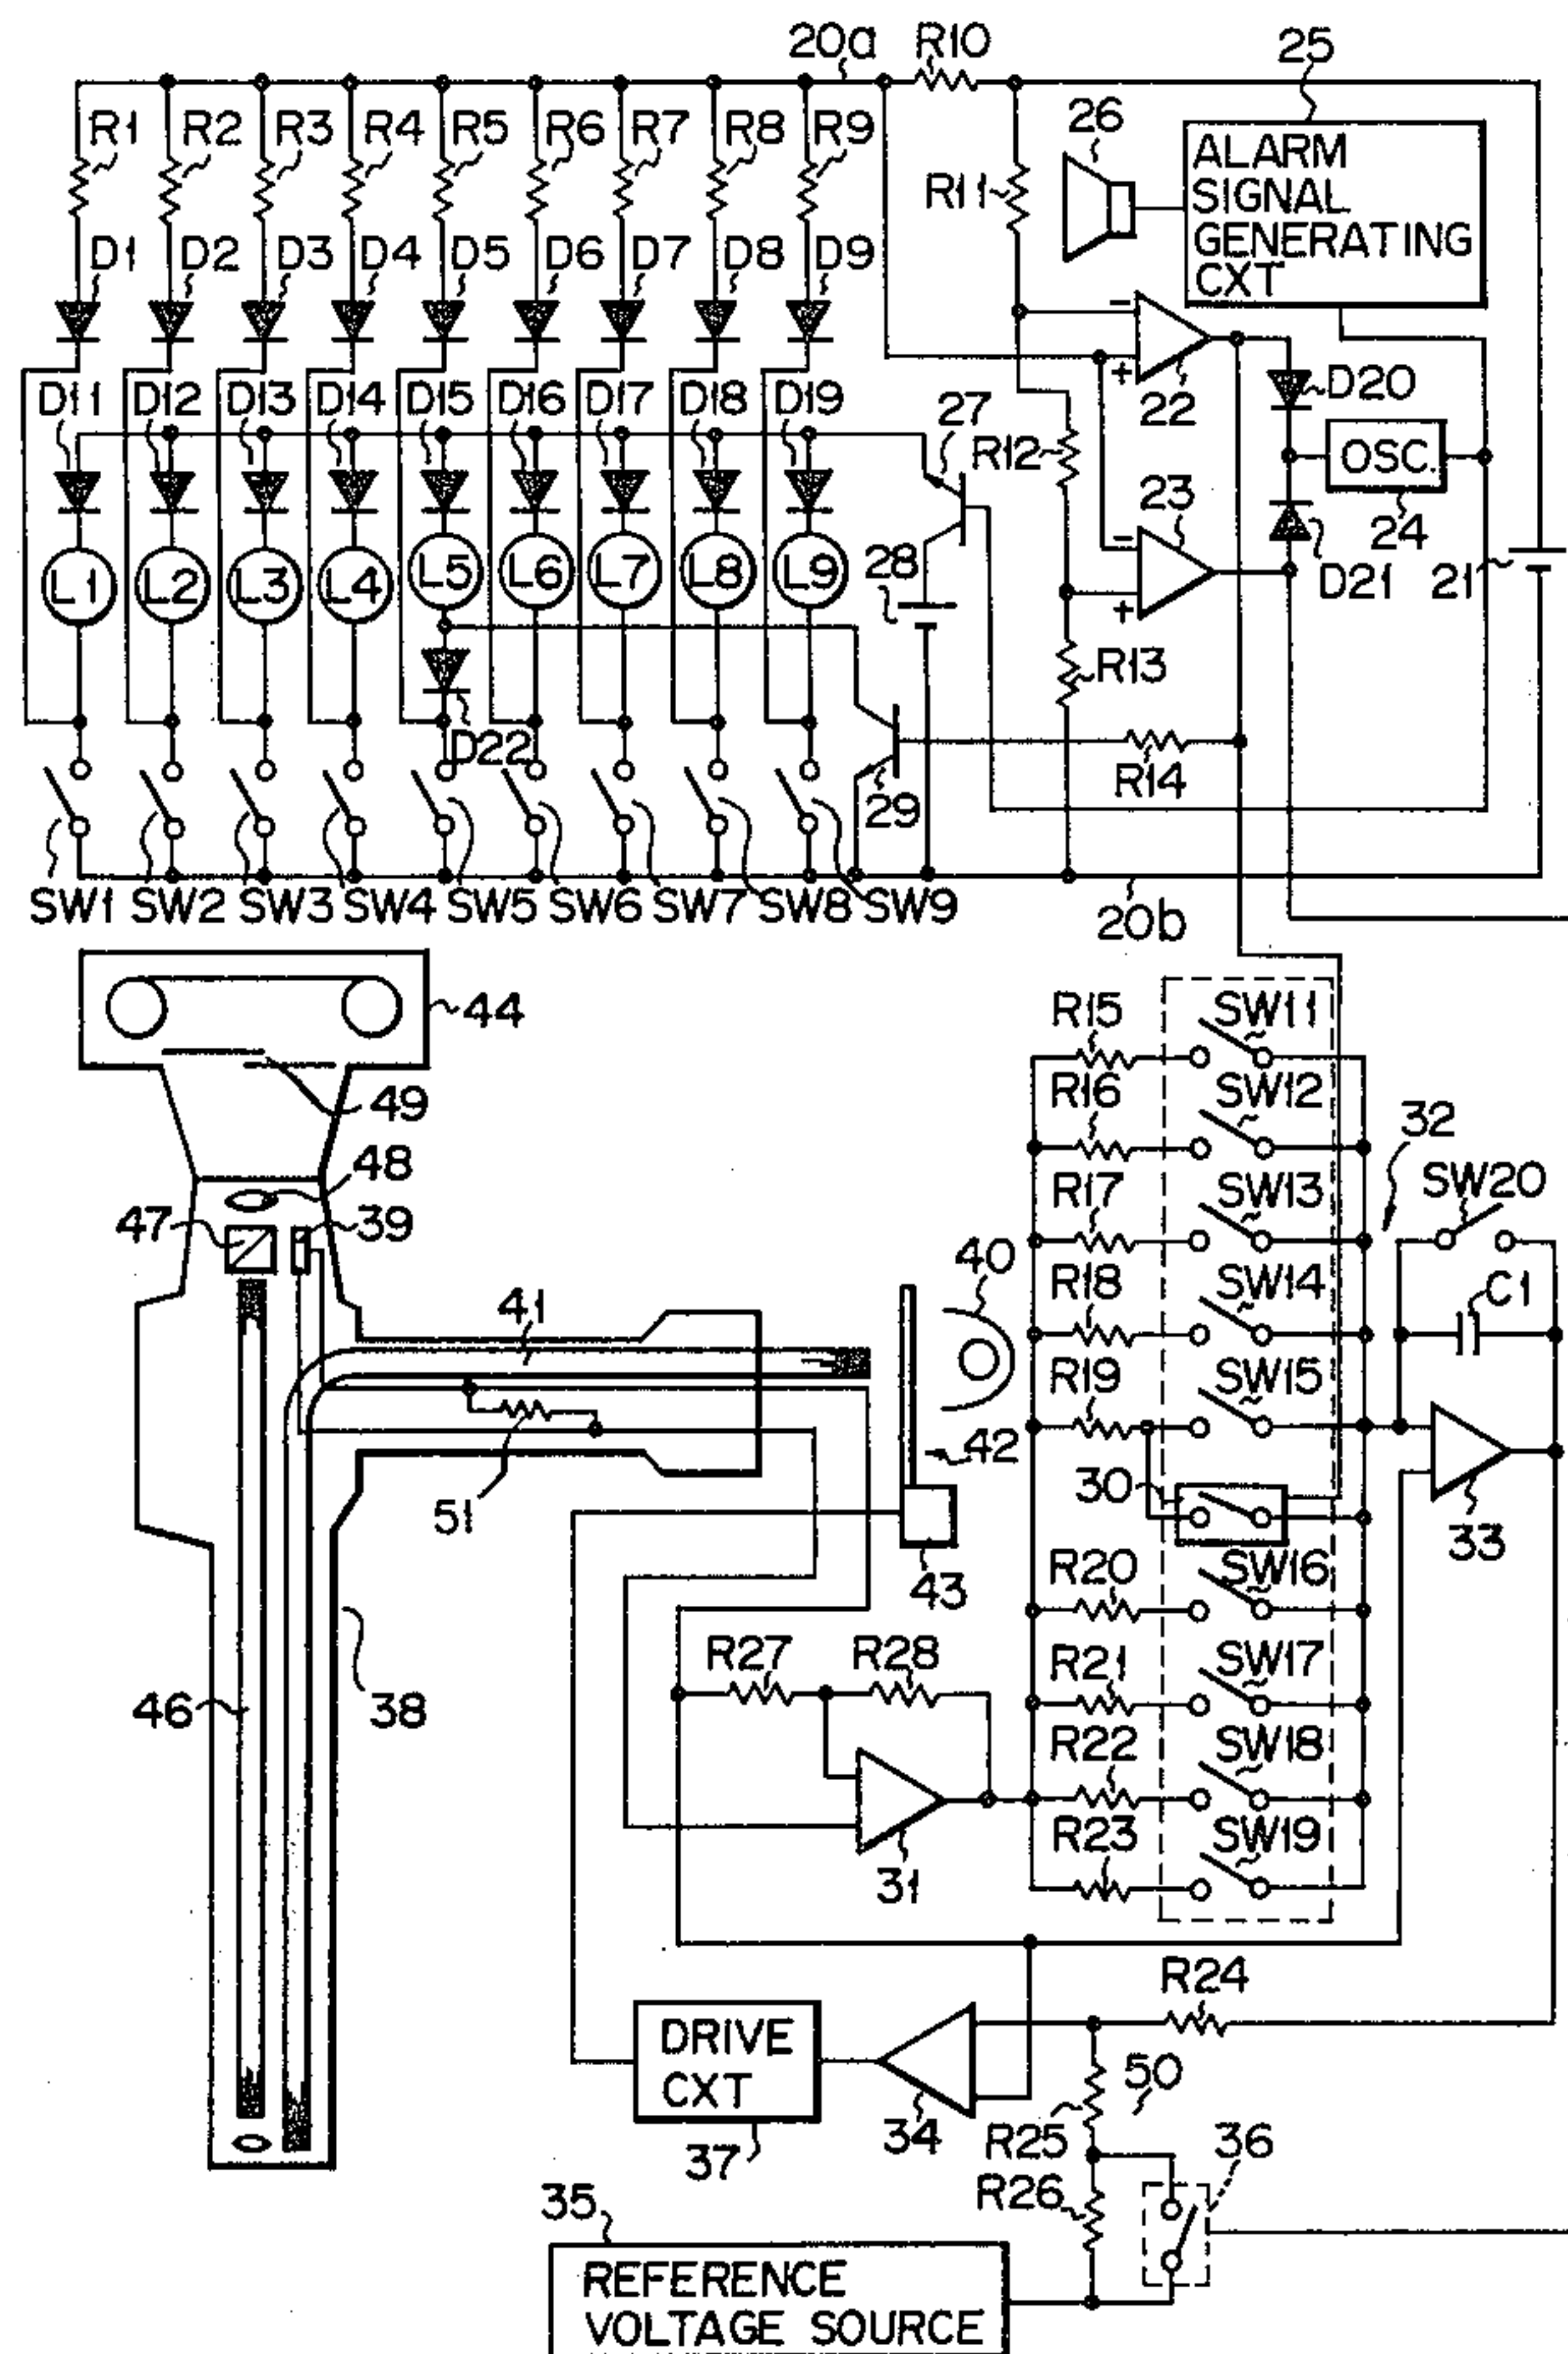 20a R10 25
R1 R2 R3 R4 R5 R6 R7 R8 R9
26
ALARM
SIGNAL
GENERATING
CXT
R11
D1 D2 D3 D4 D5 D6 D7 D8 D9
- + 22
D20
D11 D12 D13 D14 D15 D16 D17 D18 D19
27
R12
OSC.
24
23
- +
L1 L2 L3 L4 L5 L6 L7 L8 L9
28
D21
21
R13
D22
R14
29
SW1 SW2 SW3 SW4 SW5 SW6 SW7 SW8 SW9
20b
44
49
48
47
39
R15 SW11
R16 SW12
32
R17 SW13
SW20
40
R18 SW14
C1
41
R19 SW15
42
30
51
33
43
R20 SW16
R27 R28
R21 SW17
46
38
R22 SW18
R23 SW19
31
R24
DRIVE
CXT
37
34
50
R25
36
R26
35
REFERENCE
VOLTAGE SOURCE